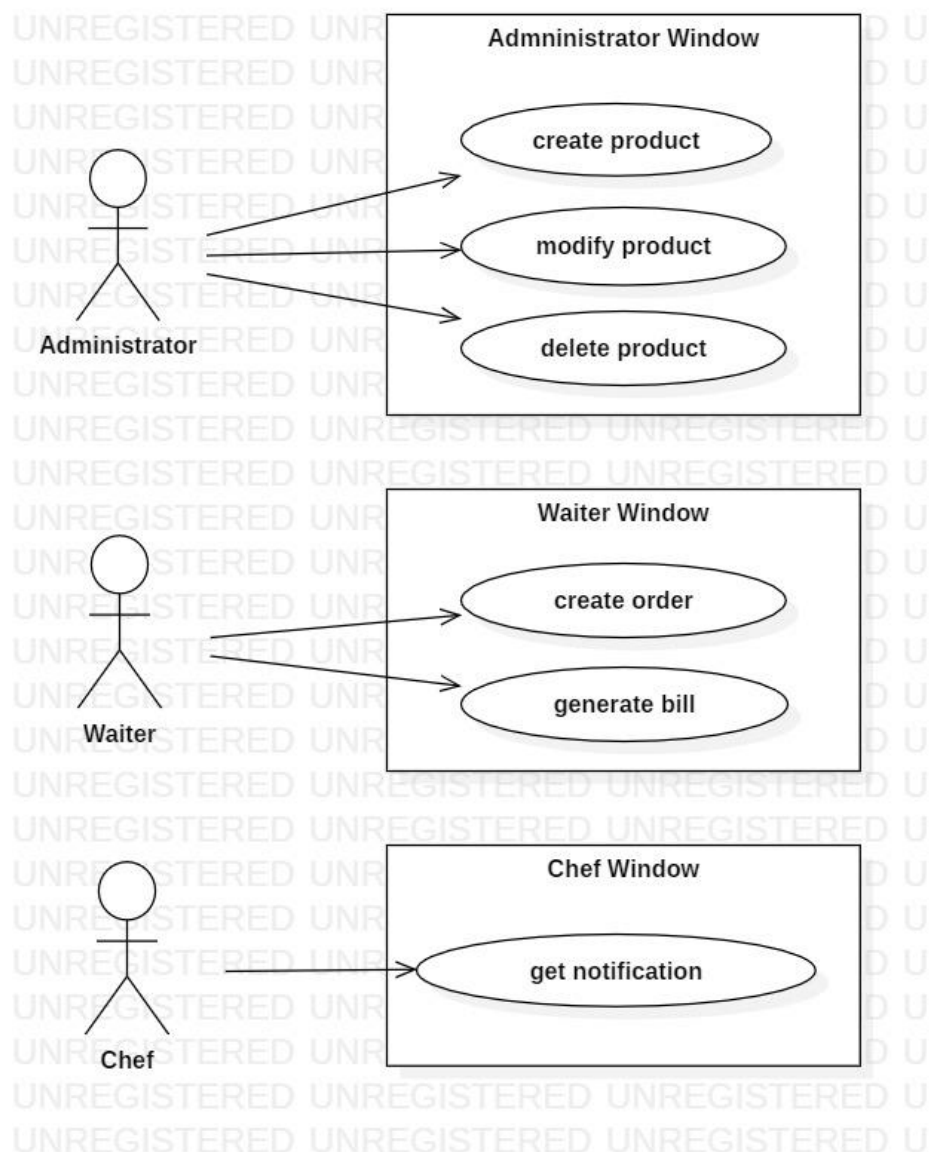 Admninistrator Window
create product
modify product
delete product
Administrator
Waiter Window
create order
generate bill
Waiter
Chef Window
get notification
Chef
UNREGISTERED